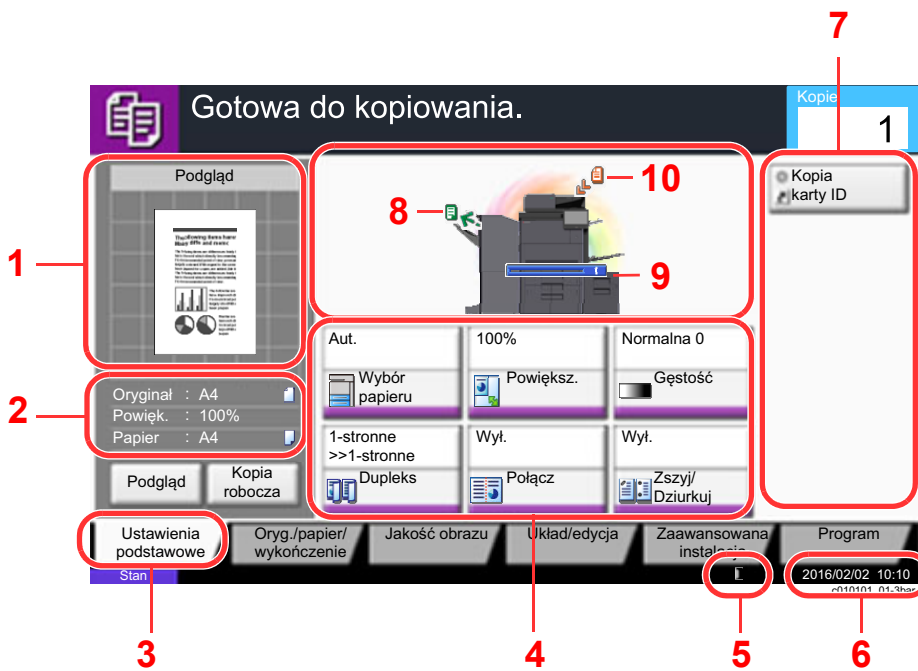 7
Gotowa do kopiowania.
Kopie
1
Podgląd
10
8
9
Kopia
karty ID
1
Oryginał : A4
Powięk. : 100%
Papier : A4
2
Podgląd
Kopia
robocza
Aut.
Wybór
papieru
100%
Powiększ.
Normalna 0
Gęstość
1-stronne
>>1-stronne
Dupleks
Wył.
Połącz
Wył.
Zszyj/
Dziurkuj
Ustawienia
podstawowe
Oryg./papier/
wykończenie
Jakość obrazu
Układ/edycja
Zaawansowana
instalacja
Program
Stan
2016/02/02 10:10
3
4
5
6